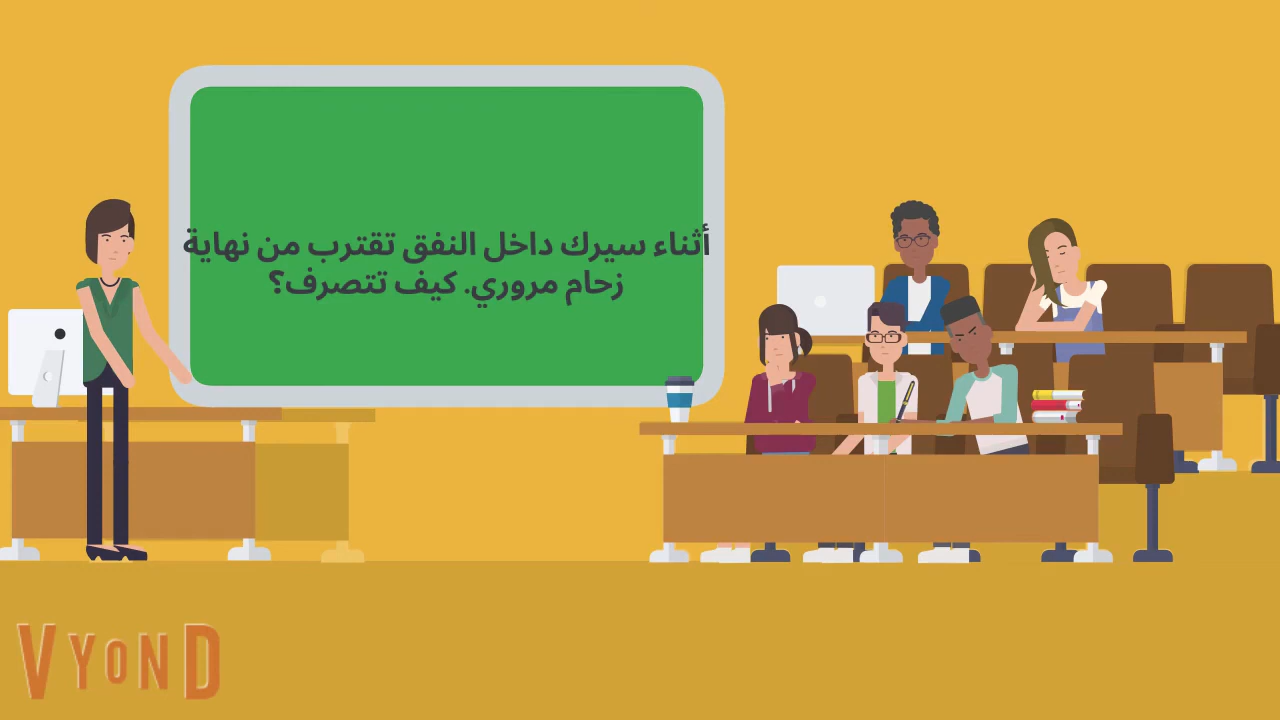 أثناء سيرك داخل النفق تقترب من نهاية
زحام مروري. كيف تتصرف؟
VYOND